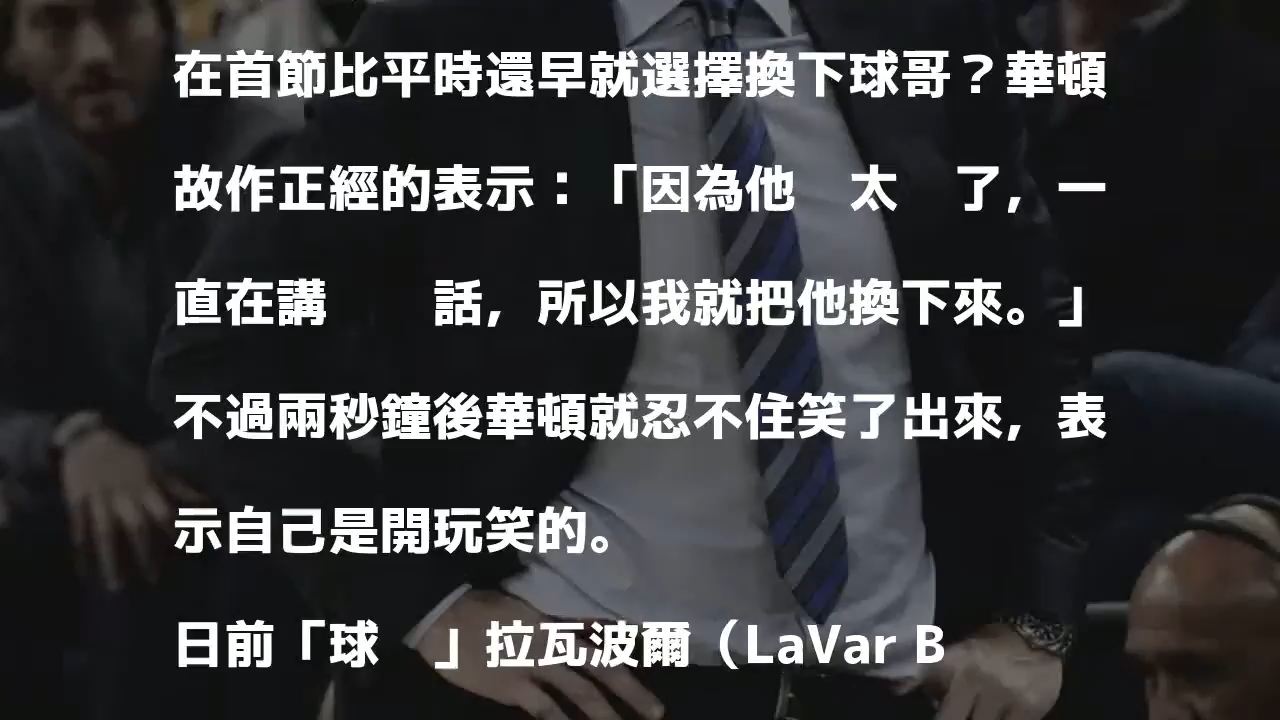 在首節比平時還早就選擇換下球哥？華頓
故作正經的表示：「因為他　太　了，一
直在講　　話，所以我就把他換下來。」
不過兩秒鐘後華頓就忍不住笑了出來，表
示自己是開玩笑的。
日前「球　」拉瓦波爾（LaVar B